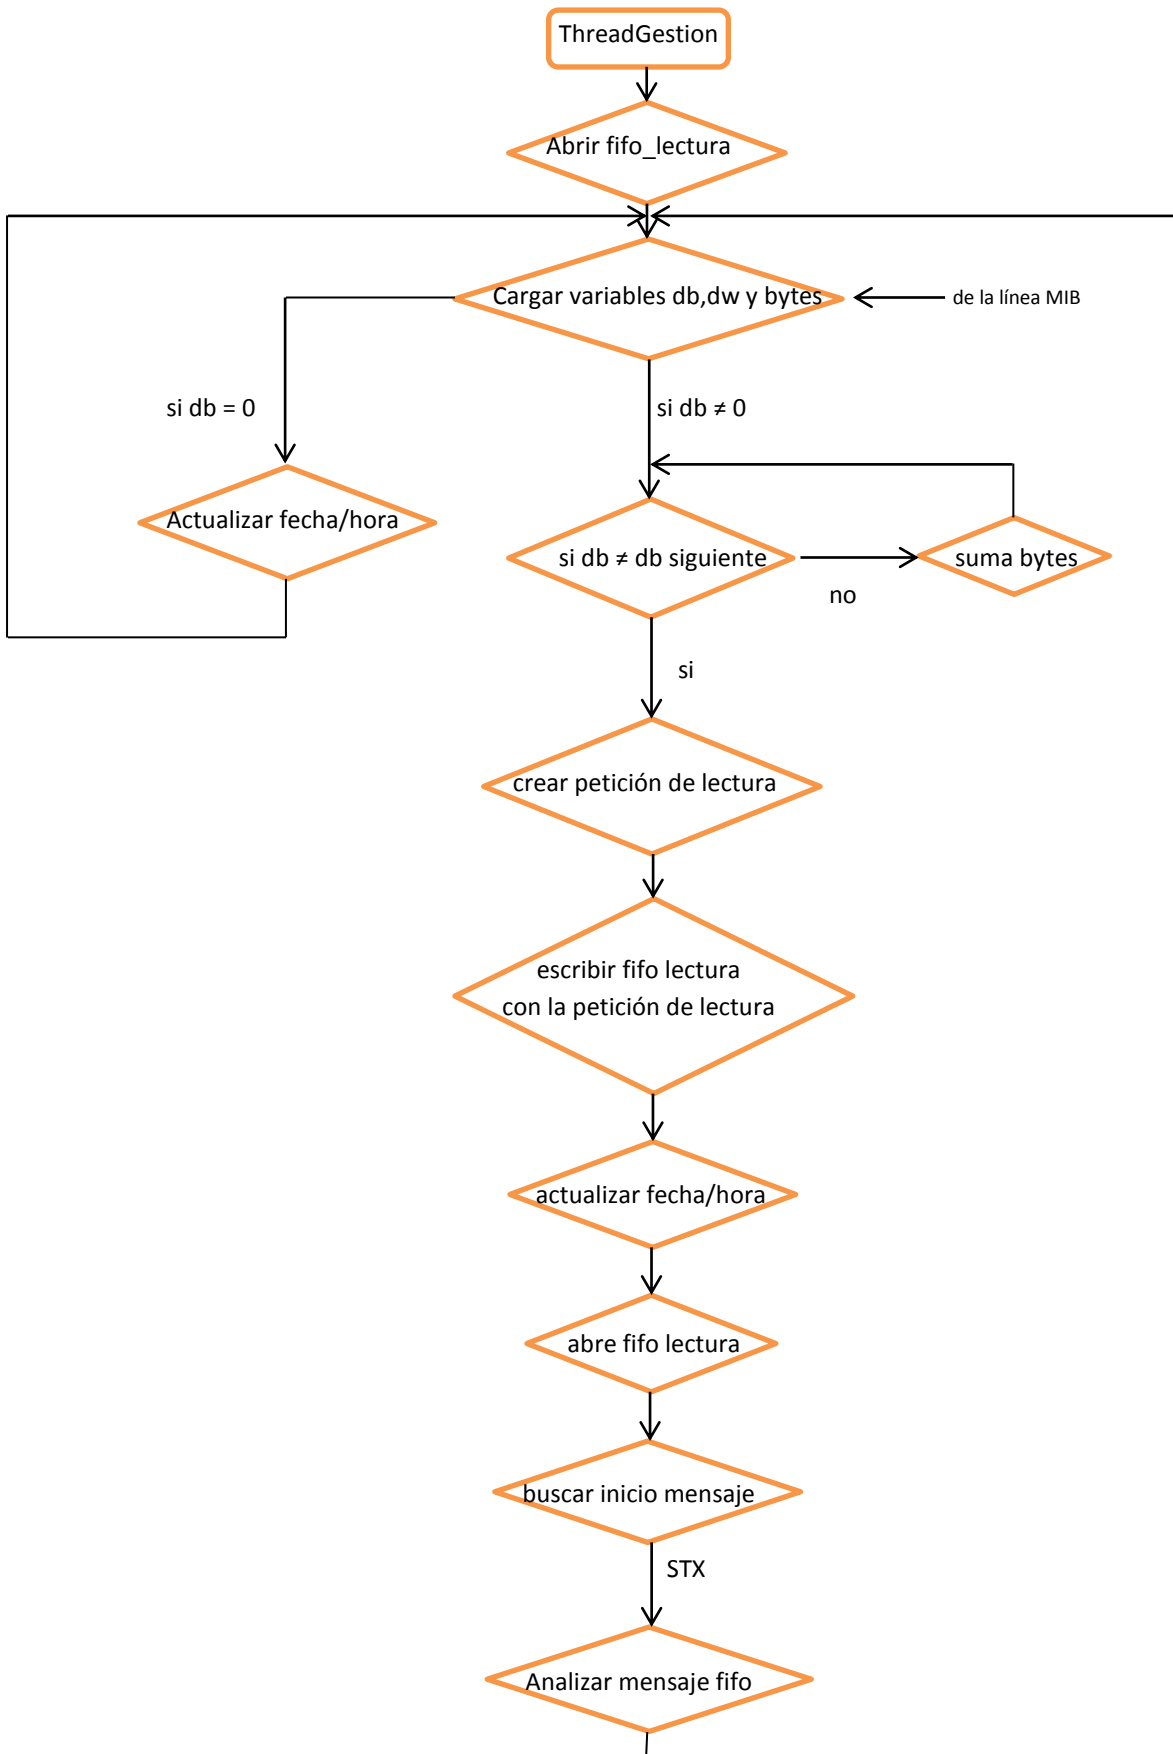 ThreadGestion
Abrir fifo_lectura
Cargar variables db,dw y bytes
de la línea MIB
si db = 0
si db ≠ 0
Actualizar fecha/hora
si db ≠ db siguiente
suma bytes
no
si
crear petición de lectura
escribir fifo lectura
con la petición de lectura
actualizar fecha/hora
abre fifo lectura
buscar inicio mensaje
STX
Analizar mensaje fifo